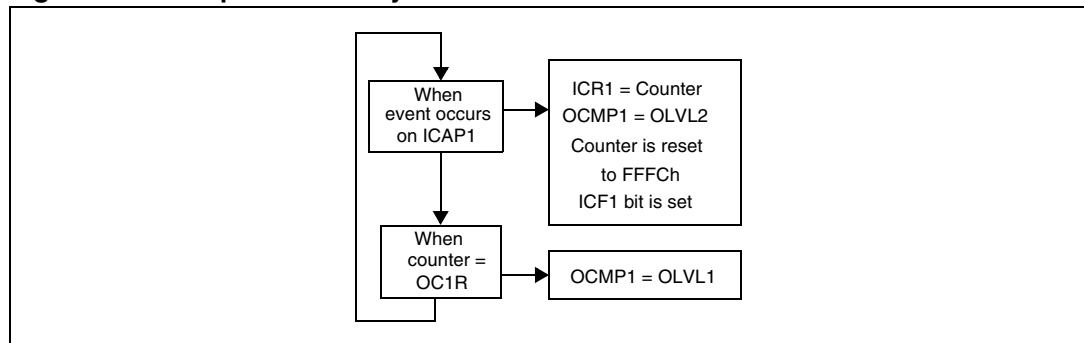 When
event occurs
on ICAP1
ICR1 = Counter
OCMP1 = OLVL2
Counter is reset
to FFFCh
ICF1 bit is set
When
counter =
OC1R
OCMP1 = OLVL1